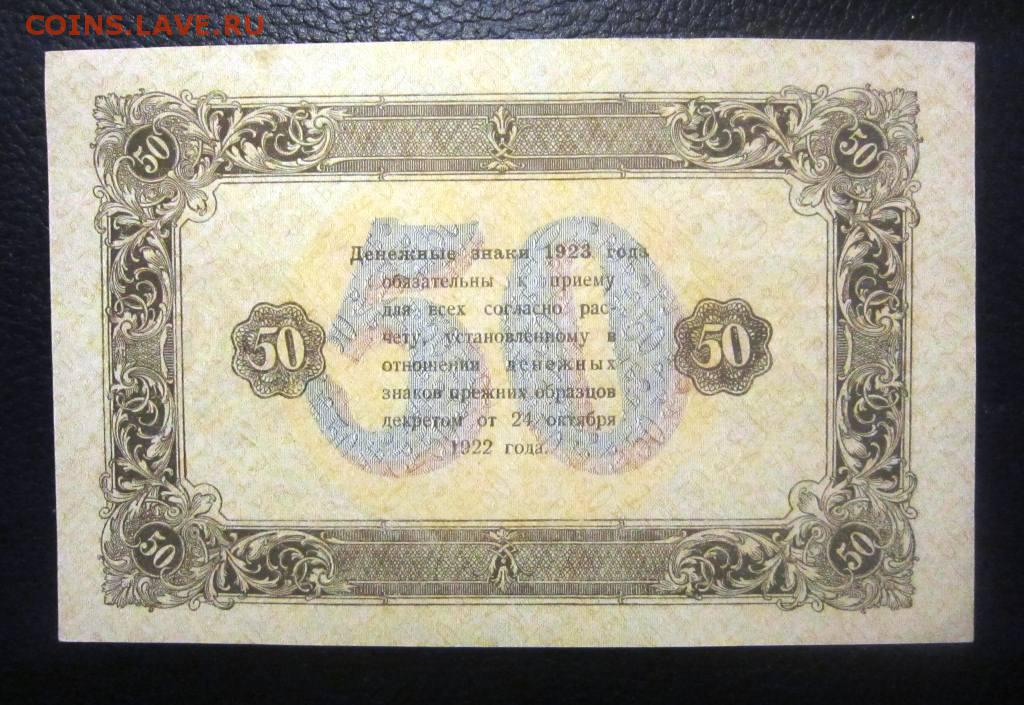 COINS.LAVE.RU
50 50
Денежные знаки 1923 года
обязательны к приему
для всех согласно рас-
чету, установленному в
50 отношении денежных 50
знаков прежних образцов
декретом от 24 октября
1922 года.
50
50 50